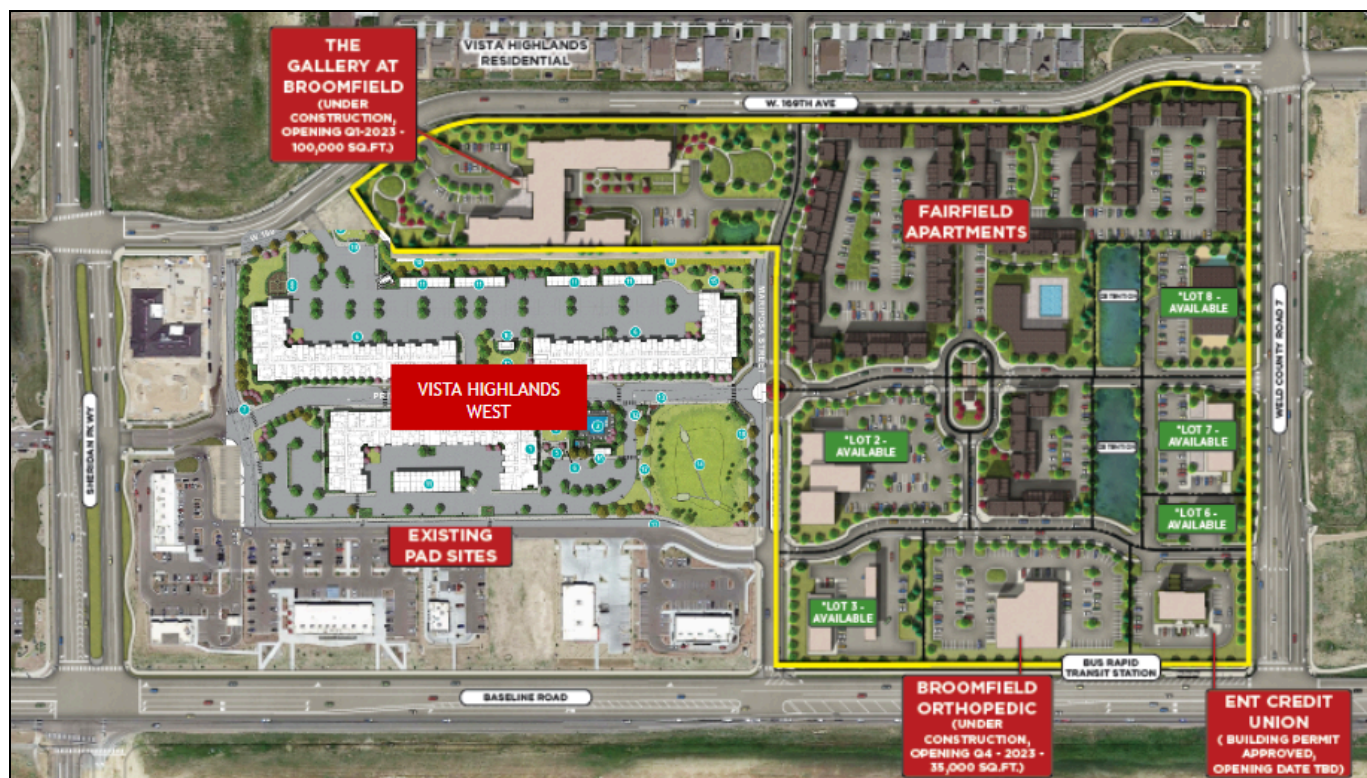 THE
GALLERY AT
BROOMFIELD
(UNDER
CONSTRUCTION,
OPENING Q1-2023 -
100,000 SQ.FT.)
VISTA HIGHLANDS
RESIDENTIAL
W. 169TH AVE
FAIRFIELD
APARTMENTS
DETENTION
*LOT 8 -
AVAILABLE
MARIPOSA STREET
WELD COUNTY ROAD 7
SHERIDAN PKWY
VISTA HIGHLANDS
WEST
*LOT 2 -
AVAILABLE
DETENTION
*LOT 7 -
AVAILABLE
*LOT 6 -
AVAILABLE
EXISTING
PAD SITES
*LOT 3 -
AVAILABLE
BUS RAPID
TRANSIT STATION
BASELINE ROAD
BROOMFIELD
ORTHOPEDIC
(UNDER
CONSTRUCTION,
OPENING Q4 - 2023 -
35,000 SQ.FT.)
ENT CREDIT
UNION
( BUILDING PERMIT
APPROVED,
OPENING DATE TBD)